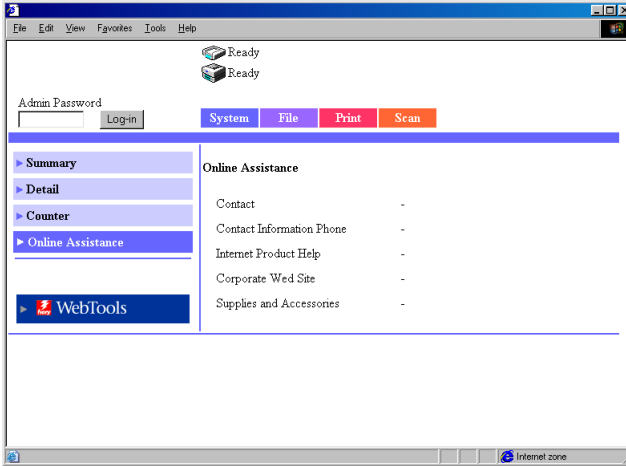 File Edit View Favorites Tools Help
Ready
Ready
Admin Password
Log-in
System File Print Scan
Summary
Detail
Counter
Online Assistance
fiery WebTools
Online Assistance
Contact -
Contact Information Phone -
Internet Product Help -
Corporate Wed Site -
Supplies and Accessories -
Internet zone